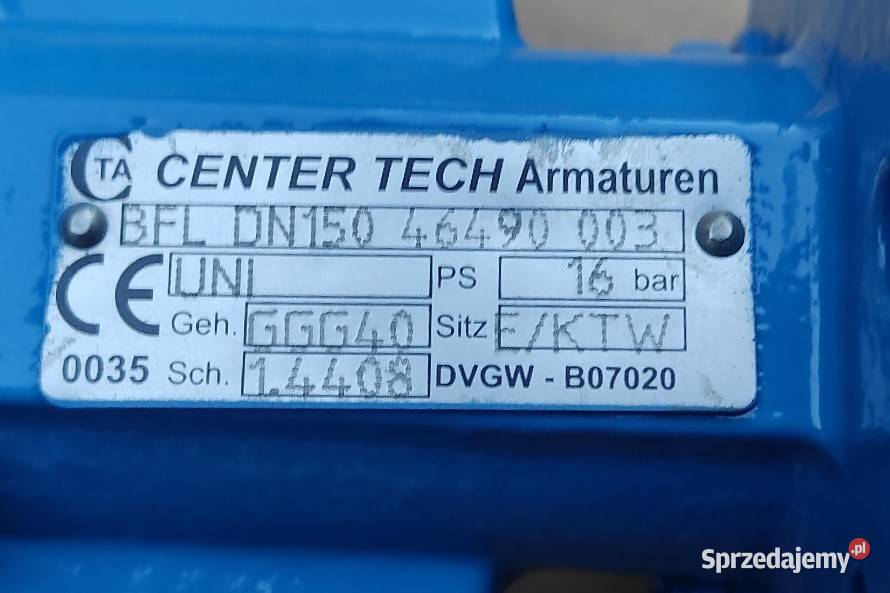 CTA CENTER TECH Armaturen
BFL DN150 46490 003
CE UNI PS 16 bar
Geh. GGG40 Sitz E/KTW
0035 Sch. 1.4408 DVGW - B07020
Sprzedajemy.pl